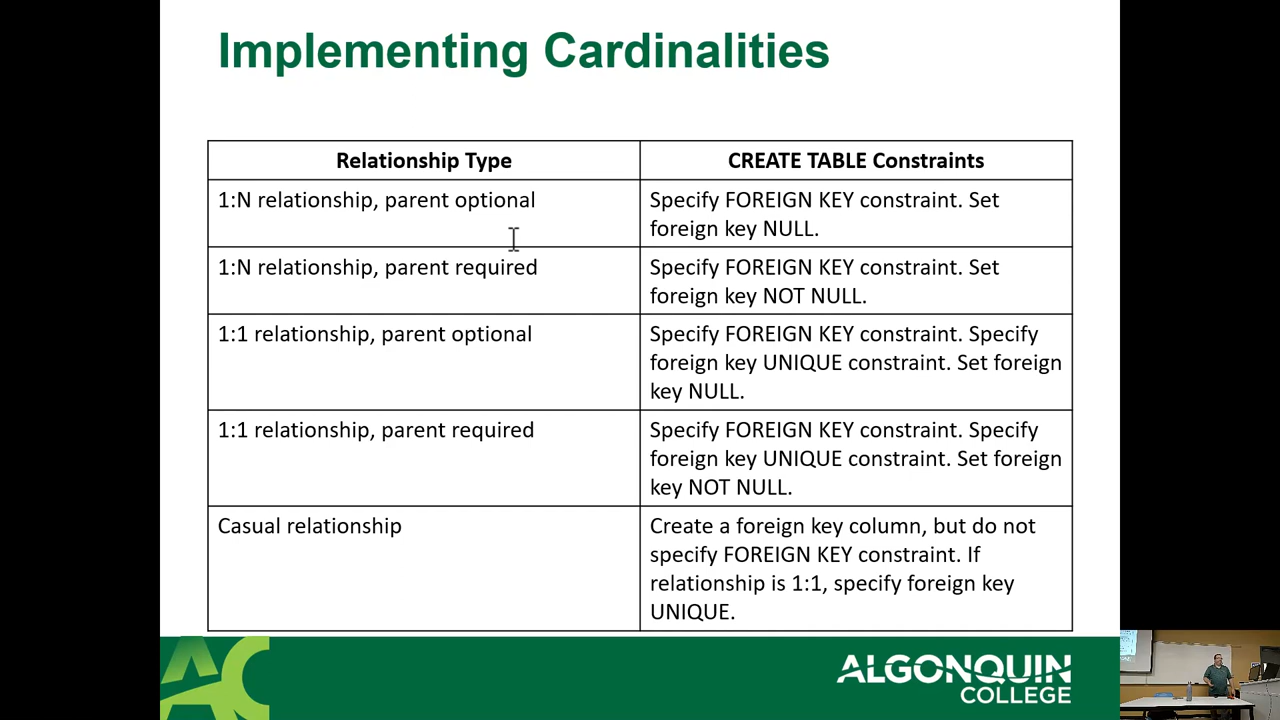 Implementing Cardinalities
Relationship Type
CREATE TABLE Constraints
1:N relationship, parent optional
Specify FOREIGN KEY constraint. Set
foreign key NULL.
1:N relationship, parent required
Specify FOREIGN KEY constraint. Set
foreign key NOT NULL.
1:1 relationship, parent optional
Specify FOREIGN KEY constraint. Specify
foreign key UNIQUE constraint. Set foreign
key NULL.
1:1 relationship, parent required
Specify FOREIGN KEY constraint. Specify
foreign key UNIQUE constraint. Set foreign
key NOT NULL.
Casual relationship
Create a foreign key column, but do not
specify FOREIGN KEY constraint. If
relationship is 1:1, specify foreign key
UNIQUE.
AC
ALGONQUIN
COLLEGE